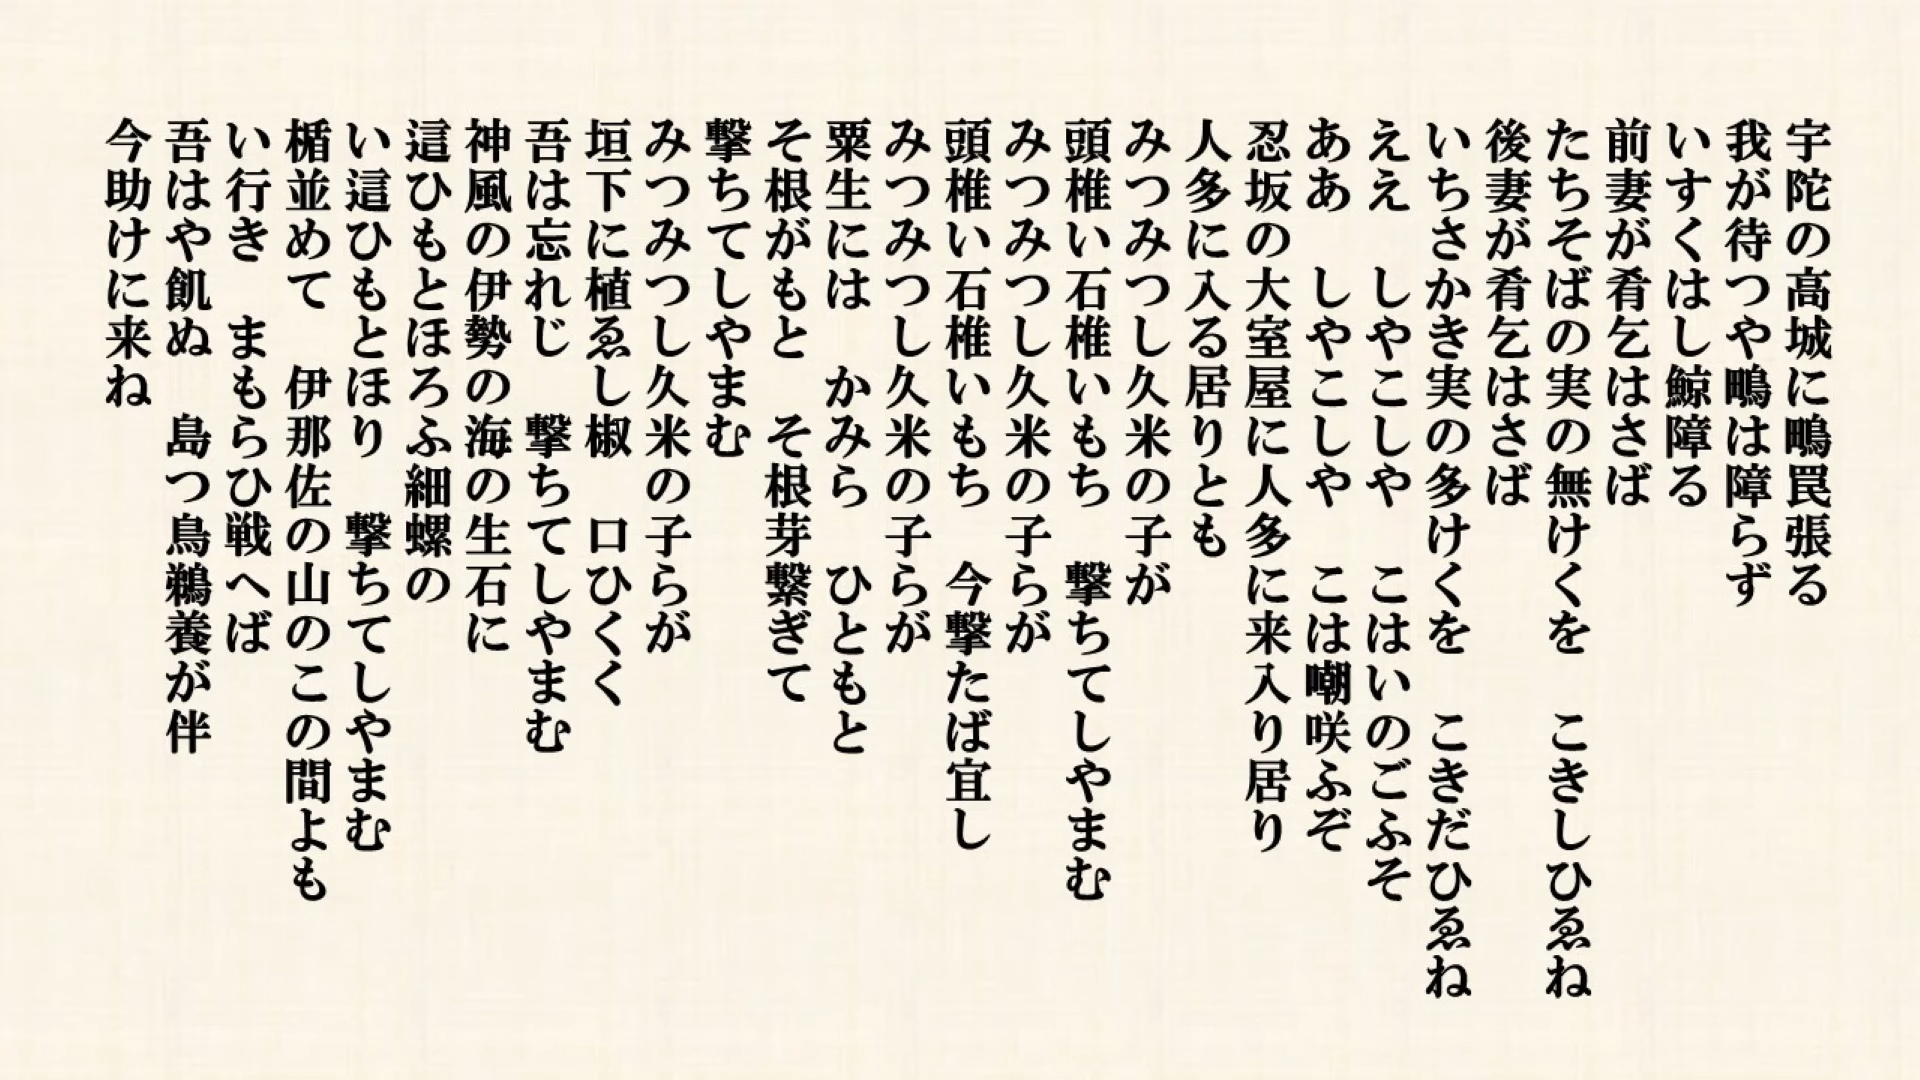 宇陀の高城に鴫罠張る
我が待つや鴫は障らず
いすくはし鯨障る
前妻が肴乞はさば
たちそばの実の無けくを　こきしひゑね
後妻が肴乞はさば
いちさかき実の多けくを　こきだひゑね
ええ　しやこしや　こはいのごふそ
ああ　しやこしや　こは嘲咲ふぞ
忍坂の大室屋に人多に来入り居り
人多に入る居りとも
みつみつし久米の子が
頭椎い石椎いもち　撃ちてしやまむ
みつみつし久米の子らが
頭椎い石椎いもち　今撃たば宜し
みつみつし久米の子らが
粟生には　かみら　ひともと
そ根がもと　そ根芽繋ぎて
撃ちてしやまむ
みつみつし久米の子らが
垣下に植ゑし椒　口ひくく
吾は忘れじ　撃ちてしやまむ
神風の伊勢の海の生石に
這ひもとほろふ細螺の
い這ひもとほり　撃ちてしやまむ
楯並めて　伊那佐の山のこの間よも
い行き　まもらひ戦へば
吾はや飢ぬ　島つ鳥鵜養が伴
今助けに来ね